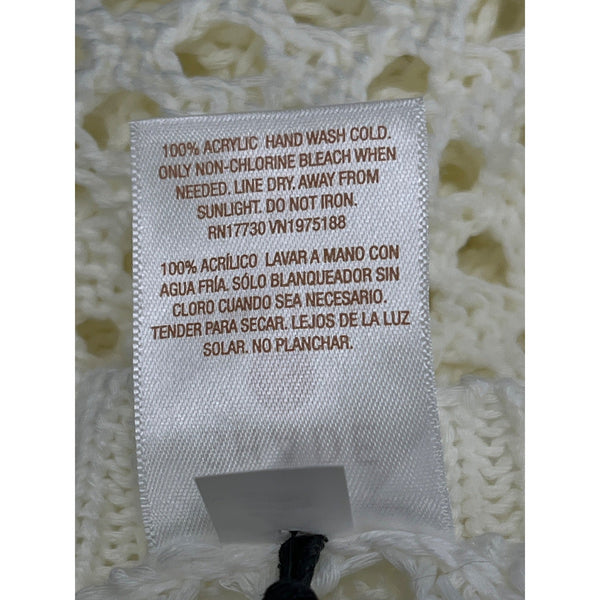 100% ACRYLIC HAND WASH COLD.
ONLY NON-CHLORINE BLEACH WHEN
NEEDED. LINE DRY. AWAY FROM
SUNLIGHT. DO NOT IRON.
RN17730 VN1975188
100% ACRÍLICO LAVAR A MANO CON
AGUA FRÍA. SÓLO BLANQUEADOR SIN
CLORO CUANDO SEA NECESARIO.
TENDER PARA SECAR. LEJOS DE LA LUZ
SOLAR. NO PLANCHAR.